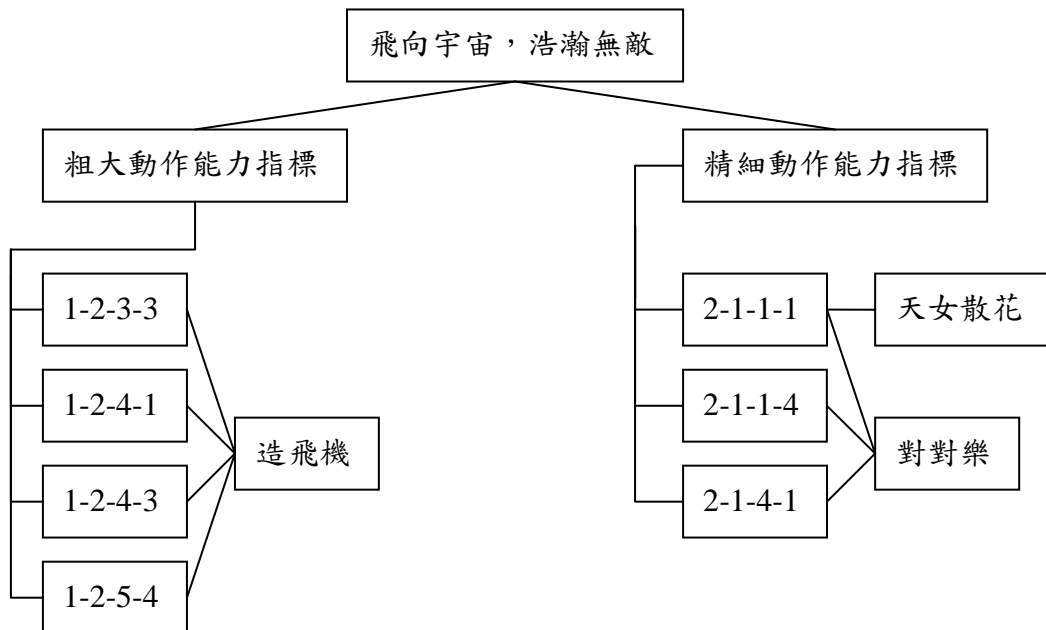 飛向宇宙，浩瀚無敵
粗大動作能力指標
精細動作能力指標
1-2-3-3
2-1-1-1
天女散花
1-2-4-1
2-1-1-4
造飛機
對對樂
1-2-4-3
2-1-4-1
1-2-5-4